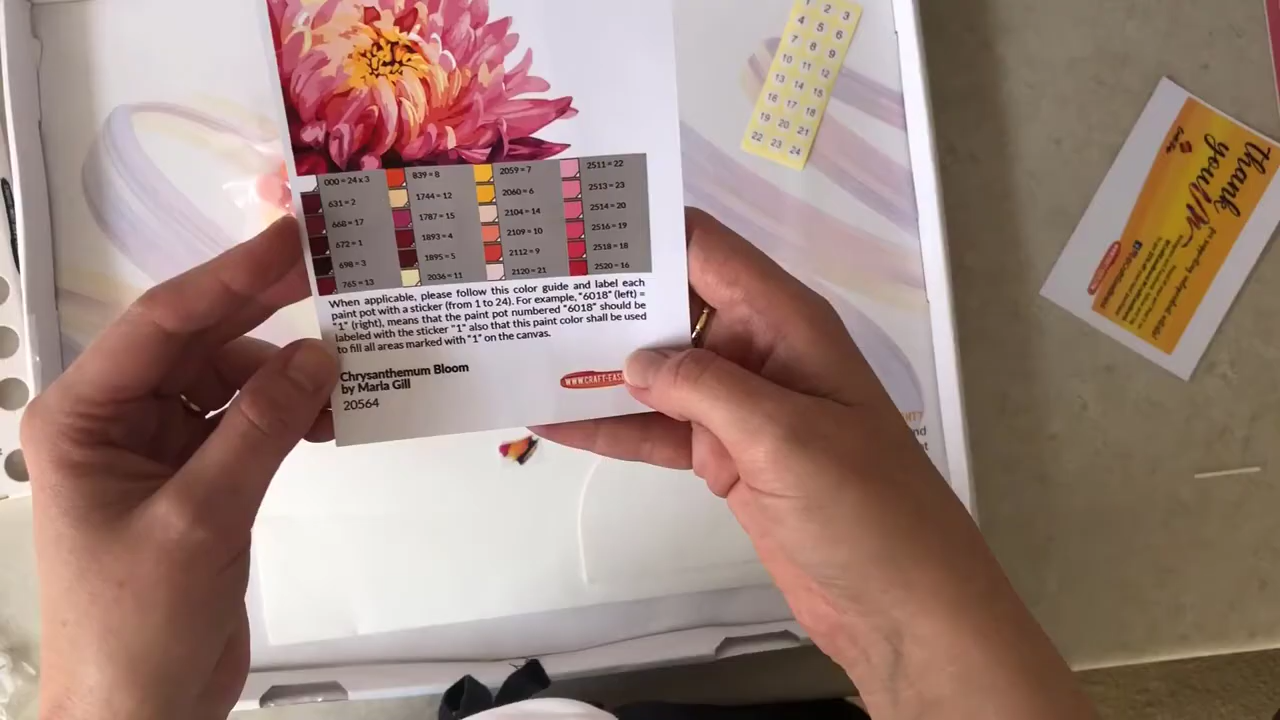 000 = 24 x 3
631 = 2
668 = 17
672 = 1
698 = 3
765 = 13
839 = 8
1744 = 12
1787 = 15
1893 = 4
1895 = 5
2036 = 11
2059 = 7
2060 = 6
2104 = 14
2109 = 10
2112 = 9
2120 = 21
2511 = 22
2513 = 23
2514 = 20
2516 = 19
2518 = 18
2520 = 16
When applicable, please follow this color guide and label each
paint pot with a sticker (from 1 to 24). For example, "6018" (left) =
"1" (right), means that the paint pot numbered "6018" should be
labeled with the sticker "1" also that this paint color shall be used
to fill all areas marked with "1" on the canvas.
Chrysanthemum Bloom
by Marla Gill
20564
WWW.CRAFT-EAS
1 2 3
4 5 6
7 8 9
10 11 12
13 14 15
16 17 18
19 20 21
22 23 24
Thank
you!